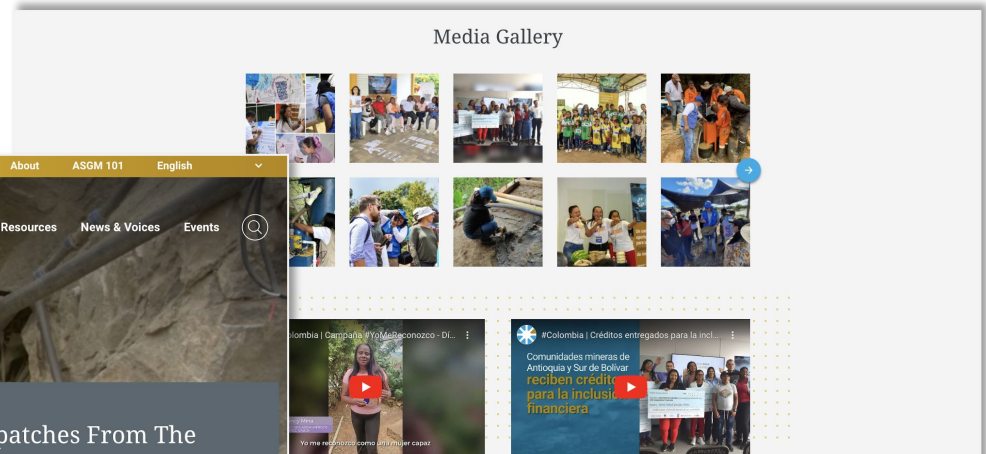 Media Gallery
About ASGM 101 English
Resources News & Voices Events
patches From The
olombia | Campaña #YoMeReconozco - Di...
Yo me reconozco como una mujer capaz
#Colombia | Créditos entregados para la incl...
Comunidades mineras de
Antioquia y Sur de Bolívar
reciben crédito
para la inclusió
financiera